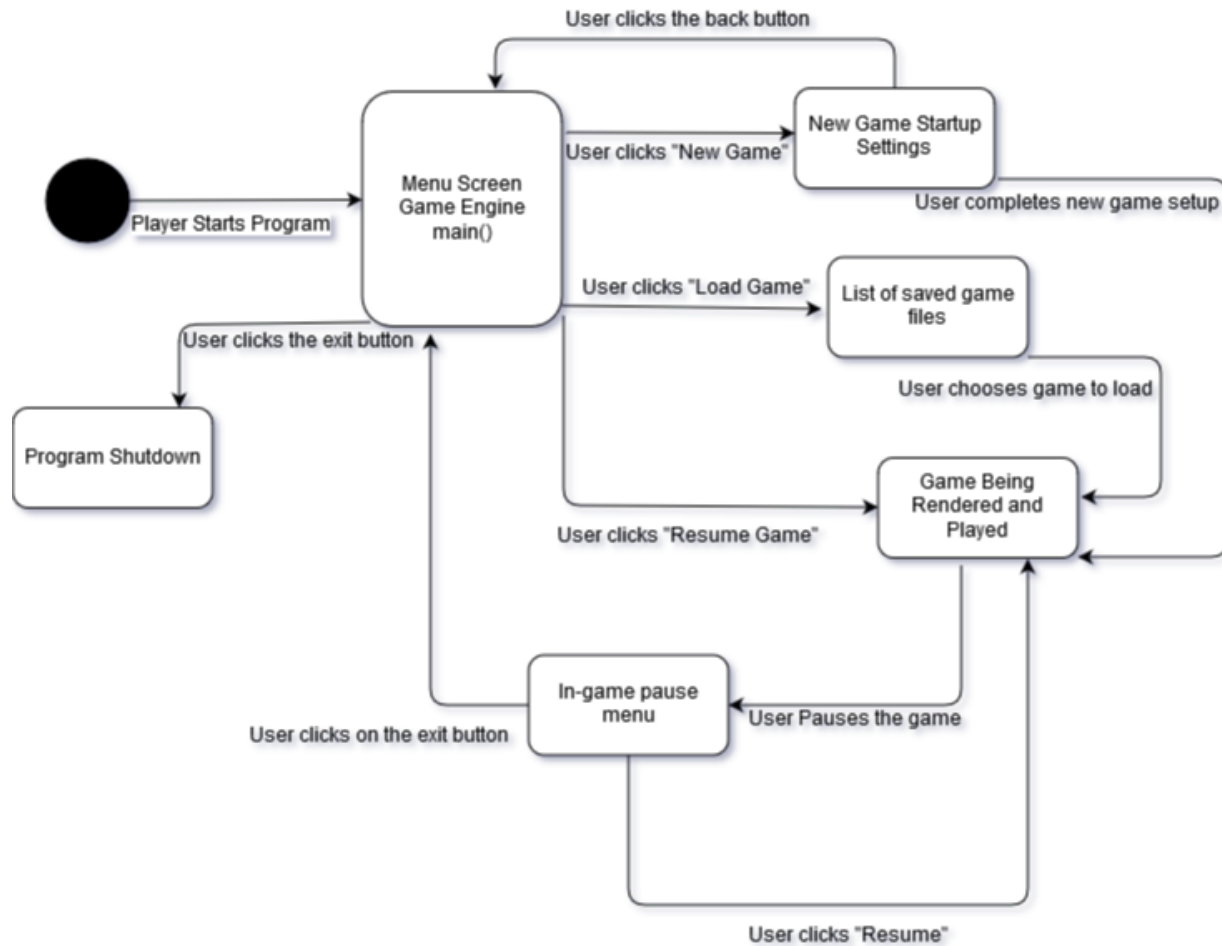 User clicks the back button
New Game Startup
Settings
User clicks "New Game"
Menu Screen
Game Engine
main()
Player Starts Program
User completes new game setup
User clicks "Load Game"
List of saved game
files
User clicks the exit button
User chooses game to load
Program Shutdown
Game Being
Rendered and
Played
User clicks "Resume Game"
In-game pause
menu
User Pauses the game
User clicks on the exit button
User clicks "Resume"